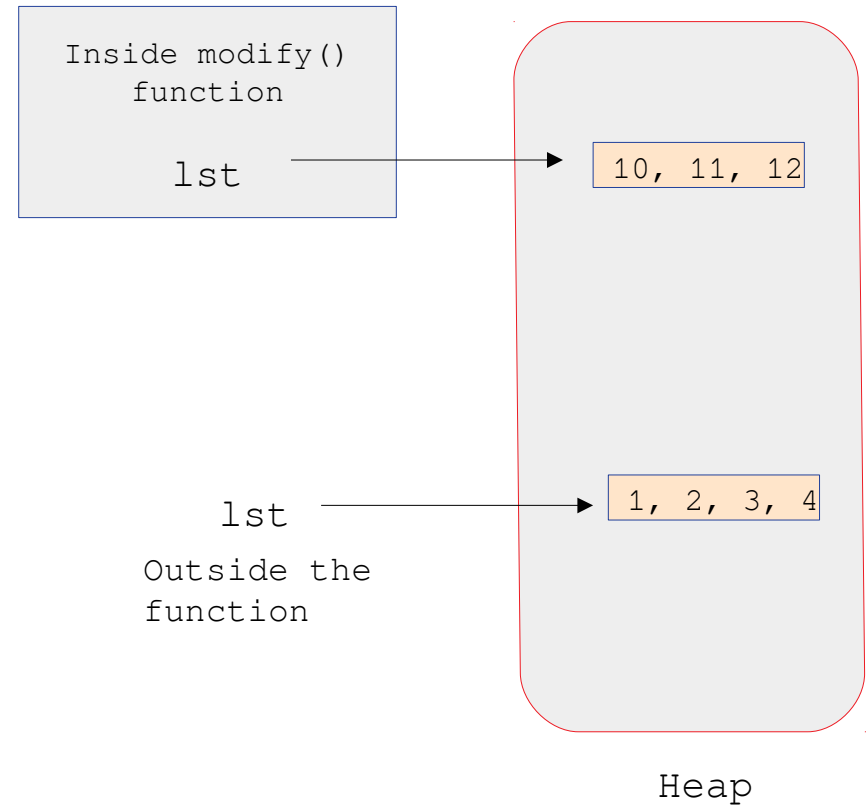 Inside modify()
function
lst
10, 11, 12
1, 2, 3, 4
lst
Outside the
function
Heap